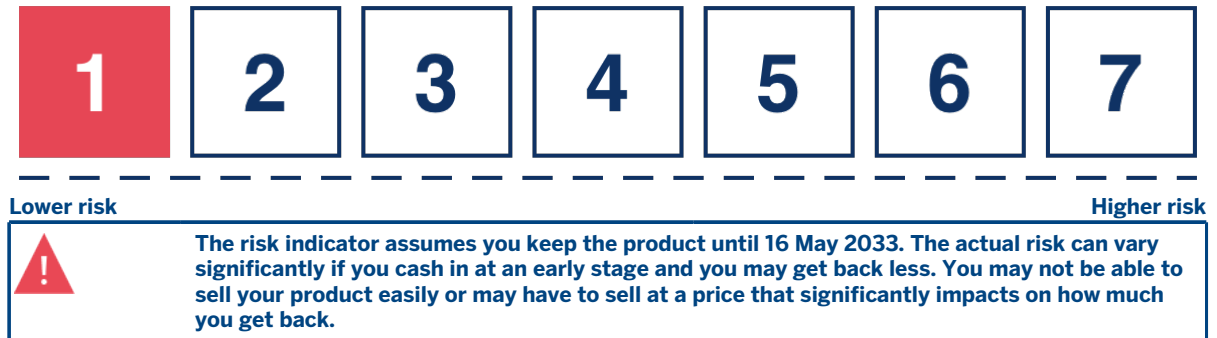 1 2 3 4 5 6 7
Lower risk Higher risk
!
The risk indicator assumes you keep the product until 16 May 2033. The actual risk can vary
significantly if you cash in at an early stage and you may get back less. You may not be able to
sell your product easily or may have to sell at a price that significantly impacts on how much
you get back.